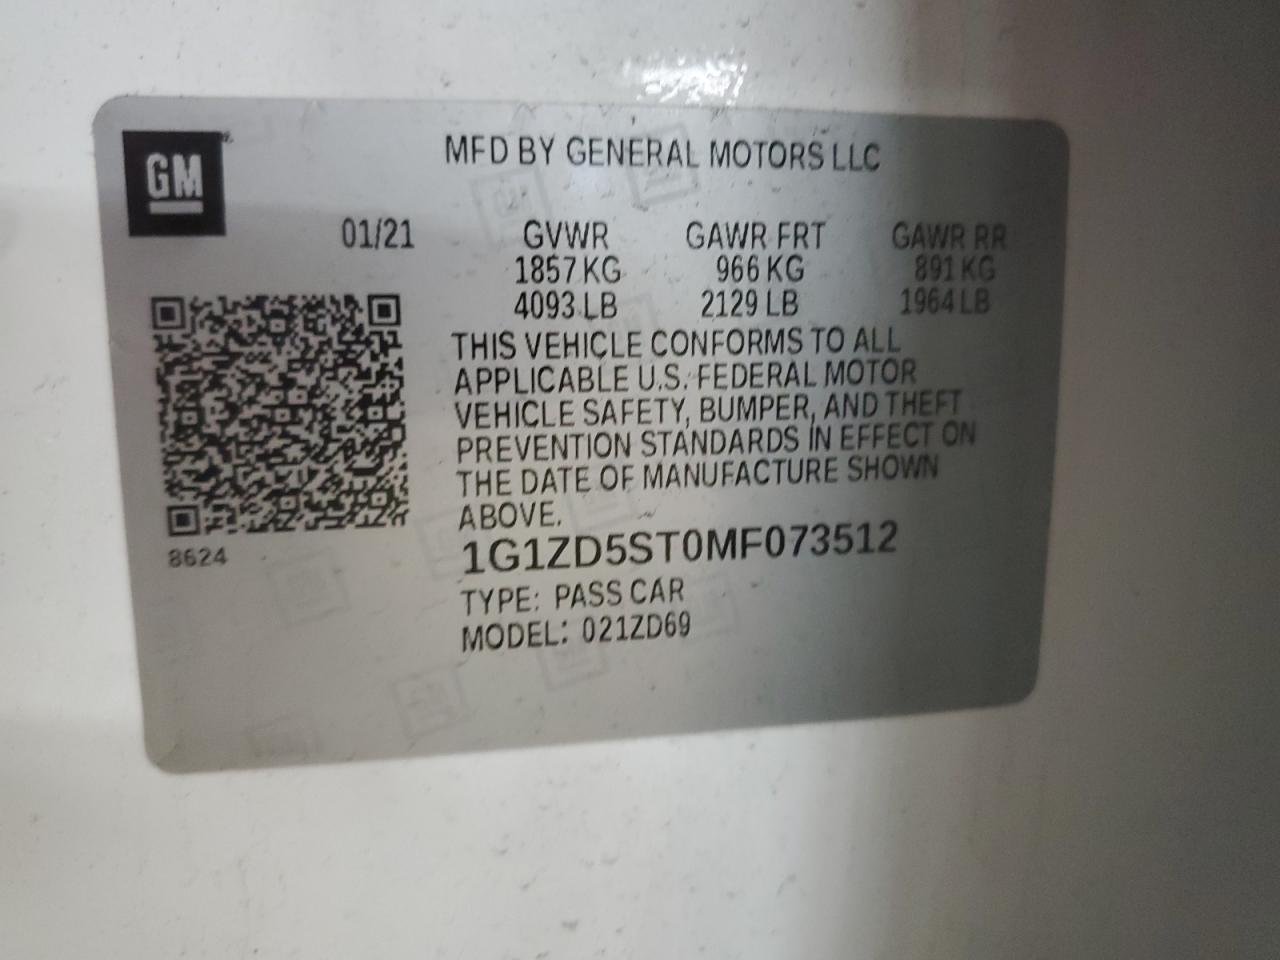 GM
MFD BY GENERAL MOTORS LLC
01/21 GVWR GAWR FRT GAWR RR
1857 KG 966 KG 891 KG
4093 LB 2129 LB 1964 LB
THIS VEHICLE CONFORMS TO ALL
APPLICABLE U.S. FEDERAL MOTOR
VEHICLE SAFETY, BUMPER, AND THEFT
PREVENTION STANDARDS IN EFFECT ON
THE DATE OF MANUFACTURE SHOWN
ABOVE.
8624
1G1ZD5ST0MF073512
TYPE: PASS CAR
MODEL: 021ZD69